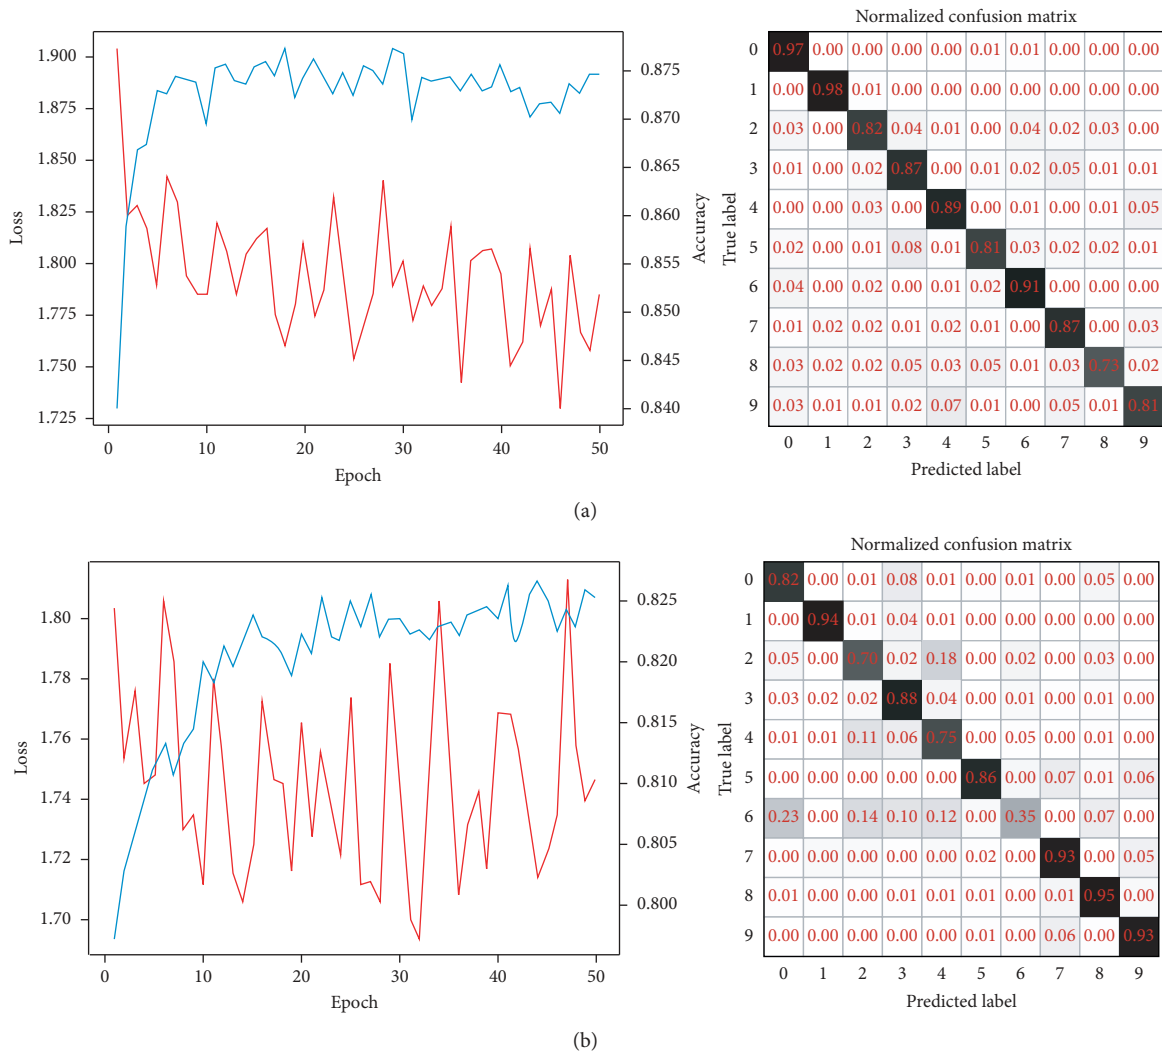 Normalized confusion matrix
1.900
1.875
1.850
1.825
1.800
1.775
1.750
1.725
Loss
0.875
0.870
0.865
0.860
0.855
0.850
0.845
0.840
Accuracy
0 10 20 30 40 50
Epoch
True label
0 0.97 0.00 0.00 0.00 0.00 0.01 0.01 0.00 0.00 0.00
1 0.00 0.98 0.01 0.00 0.00 0.00 0.00 0.00 0.00 0.00
2 0.03 0.00 0.82 0.04 0.01 0.00 0.04 0.02 0.03 0.00
3 0.01 0.00 0.02 0.87 0.00 0.01 0.02 0.05 0.01 0.01
4 0.00 0.00 0.03 0.00 0.89 0.00 0.01 0.00 0.01 0.05
5 0.02 0.00 0.01 0.08 0.01 0.81 0.03 0.02 0.02 0.01
6 0.04 0.00 0.02 0.00 0.01 0.02 0.91 0.00 0.00 0.00
7 0.01 0.02 0.02 0.01 0.02 0.01 0.00 0.87 0.00 0.03
8 0.03 0.02 0.02 0.05 0.03 0.05 0.01 0.03 0.73 0.02
9 0.03 0.01 0.01 0.02 0.07 0.01 0.00 0.05 0.01 0.81
0 1 2 3 4 5 6 7 8 9
Predicted label
(a)
Normalized confusion matrix
1.80
1.78
1.76
1.74
1.72
1.70
Loss
0.825
0.820
0.815
0.810
0.805
0.800
Accuracy
0 10 20 30 40 50
Epoch
True label
0 0.82 0.00 0.01 0.08 0.01 0.00 0.01 0.00 0.05 0.00
1 0.00 0.94 0.01 0.04 0.01 0.00 0.00 0.00 0.00 0.00
2 0.05 0.00 0.70 0.02 0.18 0.00 0.02 0.00 0.03 0.00
3 0.03 0.02 0.02 0.88 0.04 0.00 0.01 0.00 0.01 0.00
4 0.01 0.01 0.11 0.06 0.75 0.00 0.05 0.00 0.01 0.00
5 0.00 0.00 0.00 0.00 0.00 0.86 0.00 0.07 0.01 0.06
6 0.23 0.00 0.14 0.10 0.12 0.00 0.35 0.00 0.07 0.00
7 0.00 0.00 0.00 0.00 0.00 0.02 0.00 0.93 0.00 0.05
8 0.01 0.00 0.00 0.01 0.01 0.01 0.00 0.01 0.95 0.00
9 0.00 0.00 0.00 0.00 0.00 0.01 0.00 0.06 0.00 0.93
0 1 2 3 4 5 6 7 8 9
Predicted label
(b)